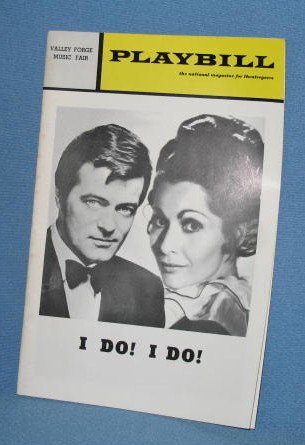 VALLEY FORGE
MUSIC FAIR
PLAYBILL
the national magazine for theatregoers
I DO! I DO!